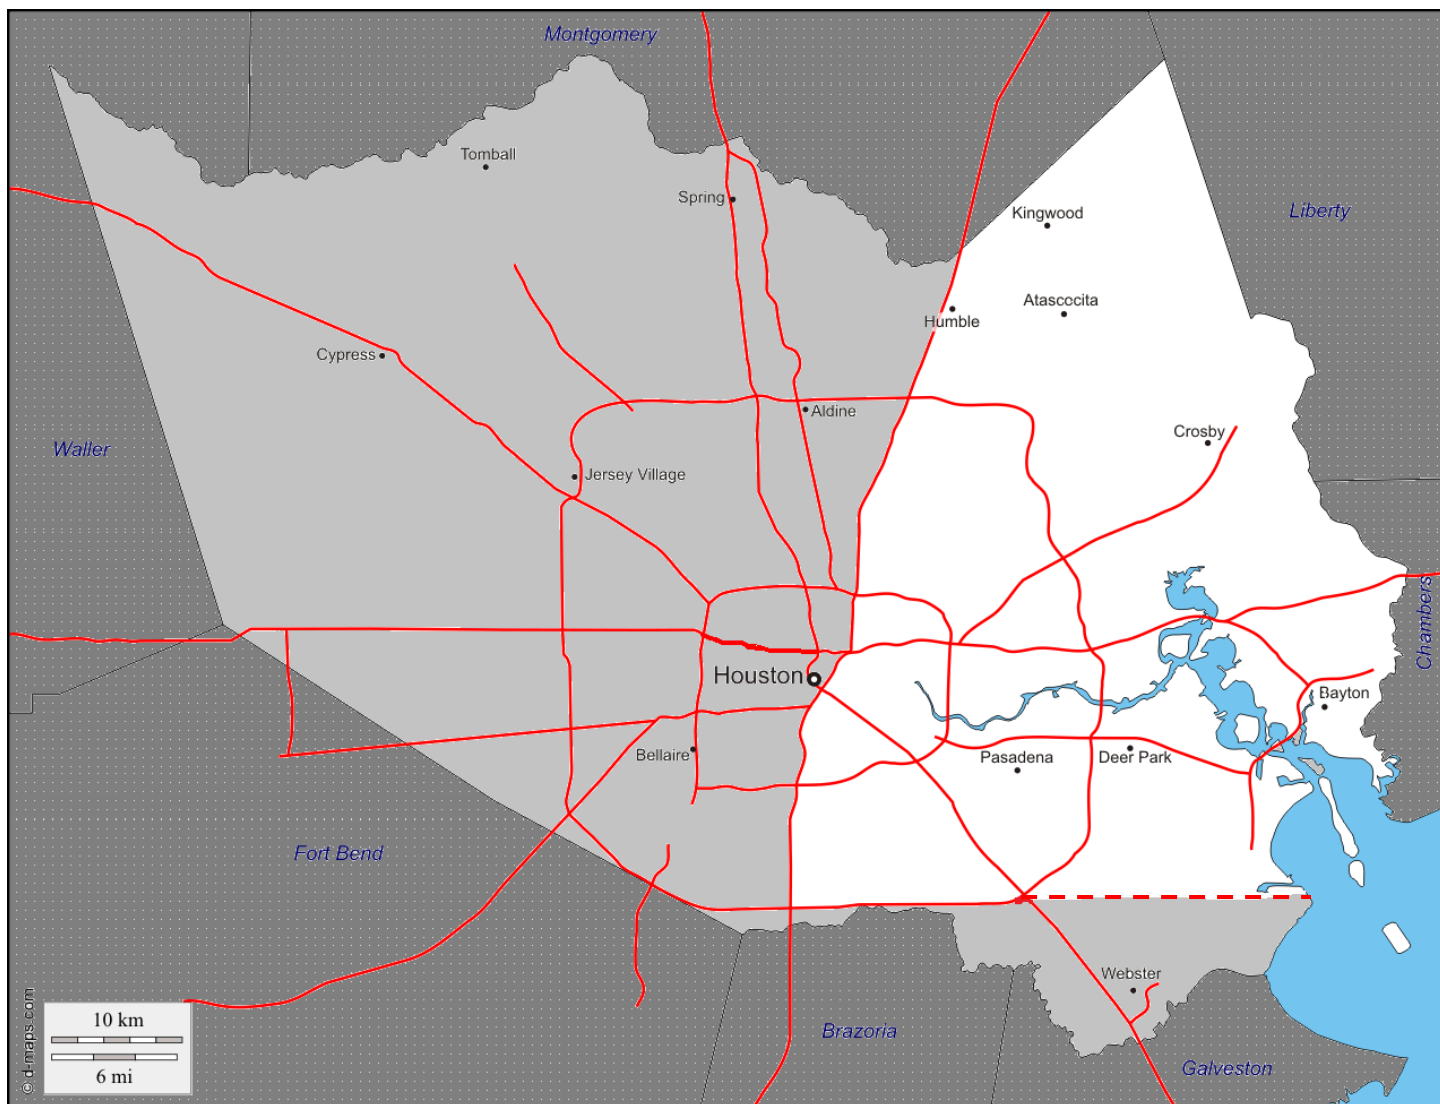 Montgomery
Tomball
Spring
Kingwood
Liberty
Atascocita
Humble
Cypress
Aldine
Crosby
Waller
Jersey Village
Chambers
Houston
Bayton
Bellaire
Pasadena
Deer Park
Fort Bend
Webster
Brazoria
Galveston
10 km
6 mi
© d-maps.com